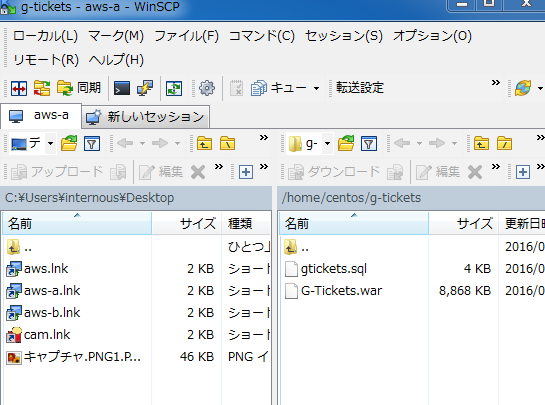 g-tickets - aws-a - WinSCP
ローカル(L) マーク(M) ファイル(F) コマンド(C) セッション(S) オプション(O)
リモート(R) ヘルプ(H)
同期 キュー 転送設定 »
aws-a 新しいセッション
デ » g- »
アップロード 編集 » ダウンロード 編集 »
C:¥Users¥internous¥Desktop /home/centos/g-tickets
名前 サイズ 種類 名前 サイズ 更新日時
.. ひとつ上 .. 2016/0
aws.lnk 2 KB ショート gtickets.sql 4 KB 2016/0
aws-a.lnk 2 KB ショート G-Tickets.war 8,868 KB 2016/0
aws-b.lnk 2 KB ショート
cam.lnk 2 KB ショート
キャプチャ.PNG1.P... 46 KB PNG イ